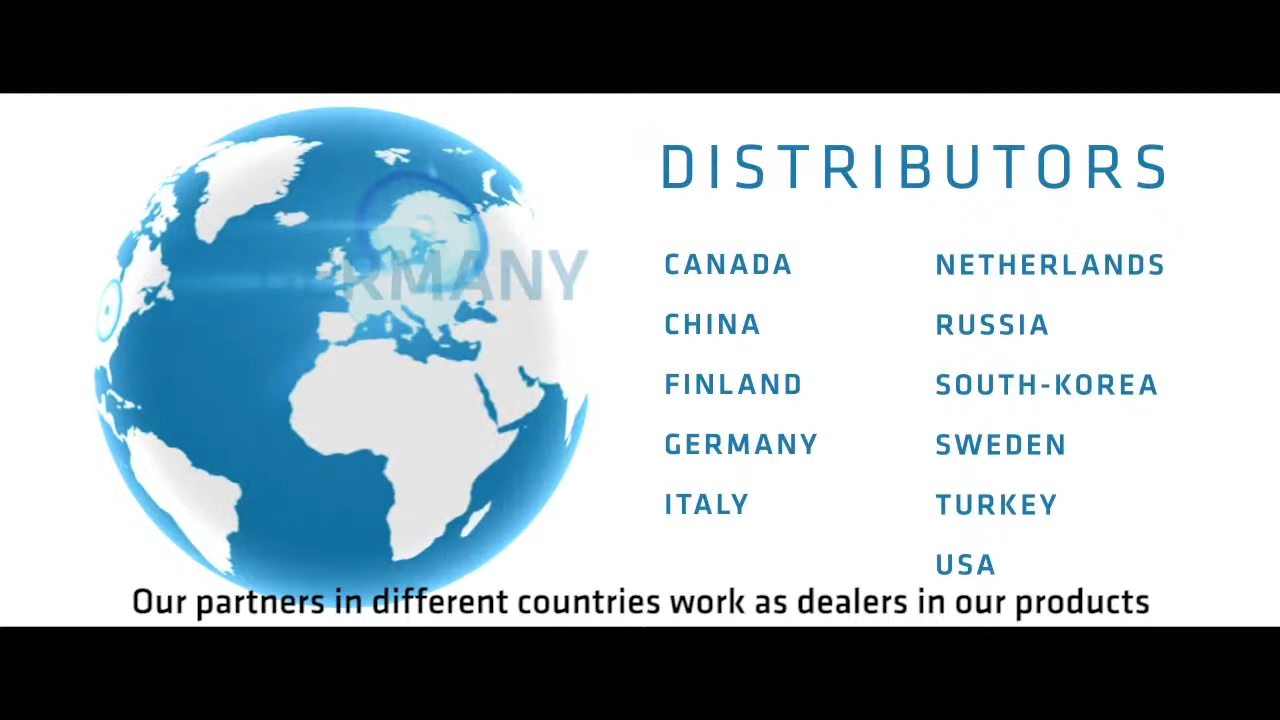 DISTRIBUTORS
GERMANY
CANADA
CHINA
FINLAND
GERMANY
ITALY
NETHERLANDS
RUSSIA
SOUTH-KOREA
SWEDEN
TURKEY
USA
Our partners in different countries work as dealers in our products